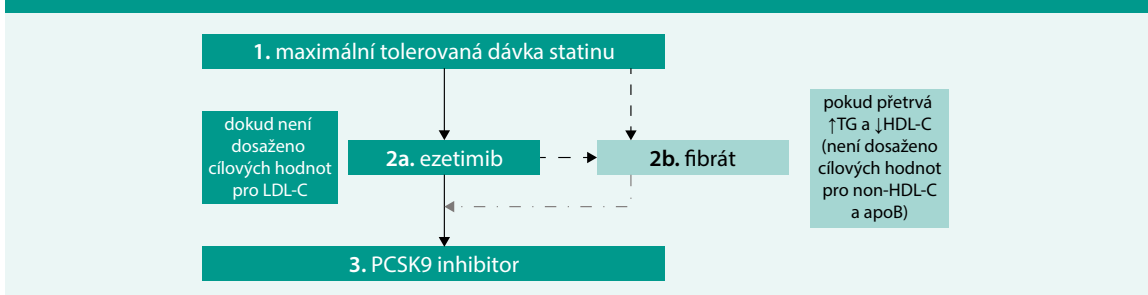 1. maximální tolerovaná dávka statinu
dokud není
dosaženo
cílových hodnot
pro LDL-C
2a. ezetimib
2b. fibrát
pokud přetrvá
↑TG a ↓HDL-C
(není dosaženo
cílových hodnot
pro non-HDL-C
a apoB)
3. PCSK9 inhibitor